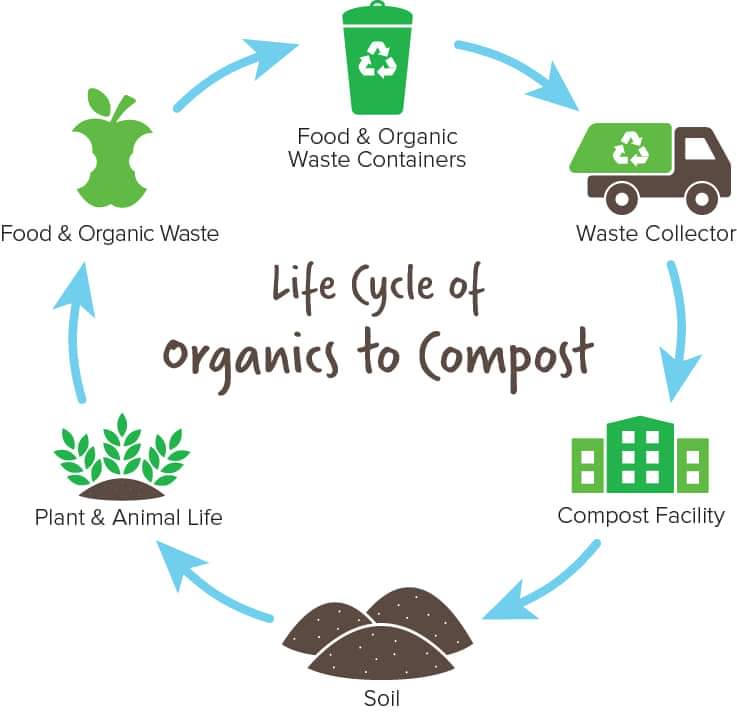 Food & Organic
Waste Containers
Food & Organic Waste
Waste Collector
Life Cycle of
Organics to Compost
Plant & Animal Life
Compost Facility
Soil